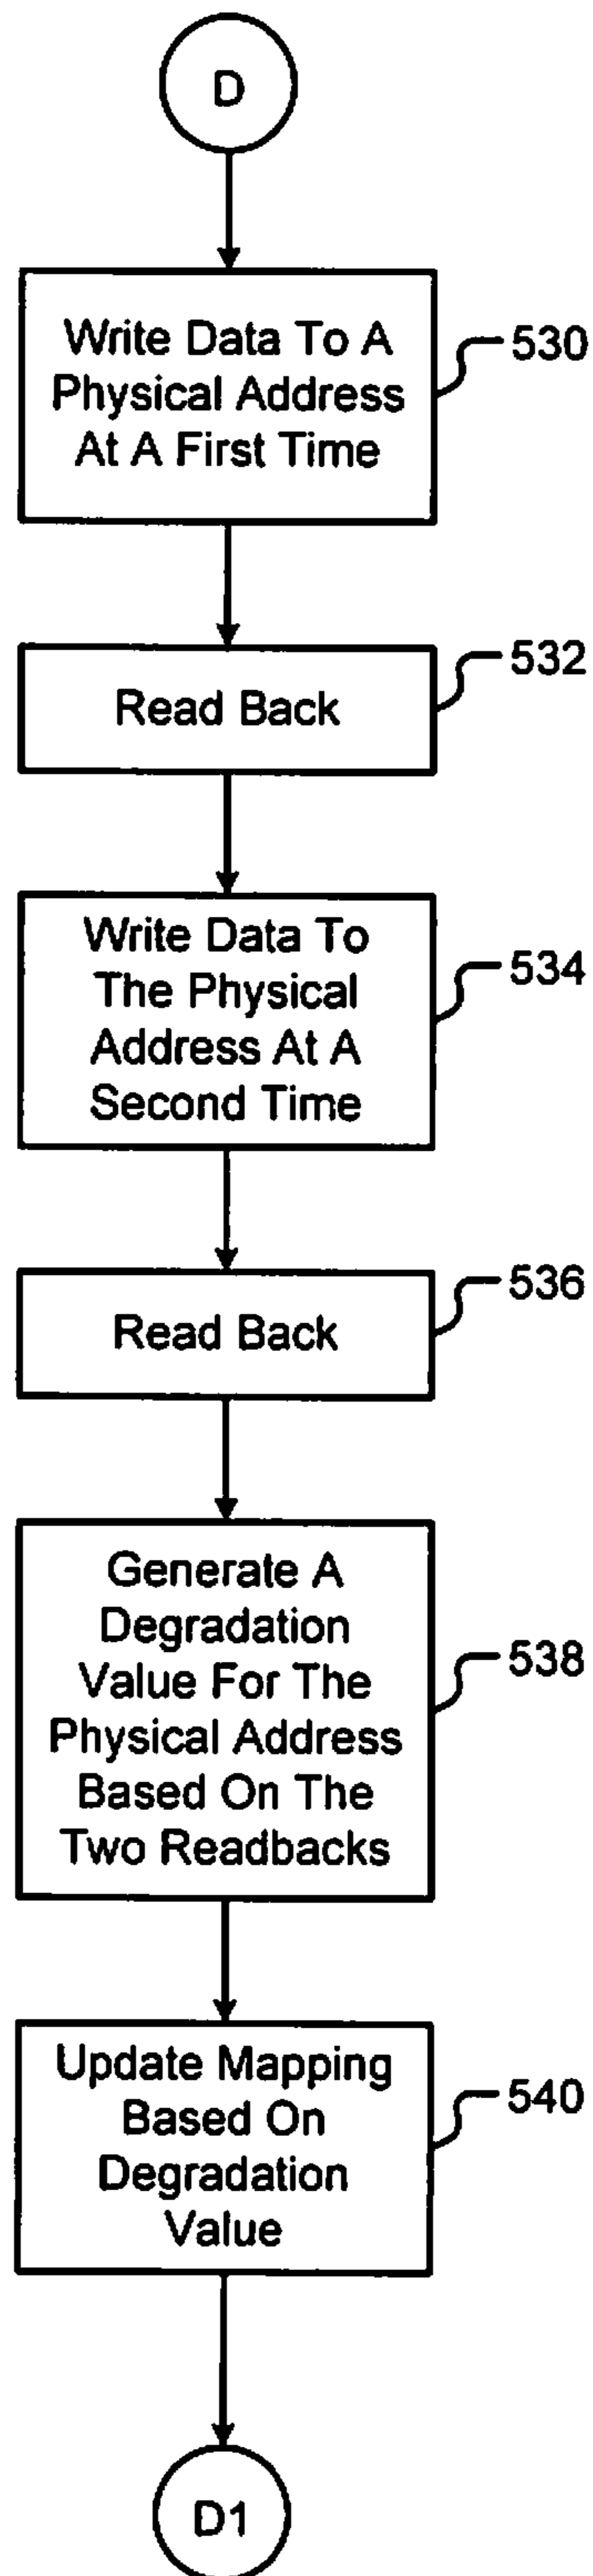 D
Write Data To A
Physical Address
At A First Time
530
Read Back
532
Write Data To
The Physical
Address At A
Second Time
534
Read Back
536
Generate A
Degradation
Value For The
Physical Address
Based On The
Two Readbacks
538
Update Mapping
Based On
Degradation
Value
540
D1